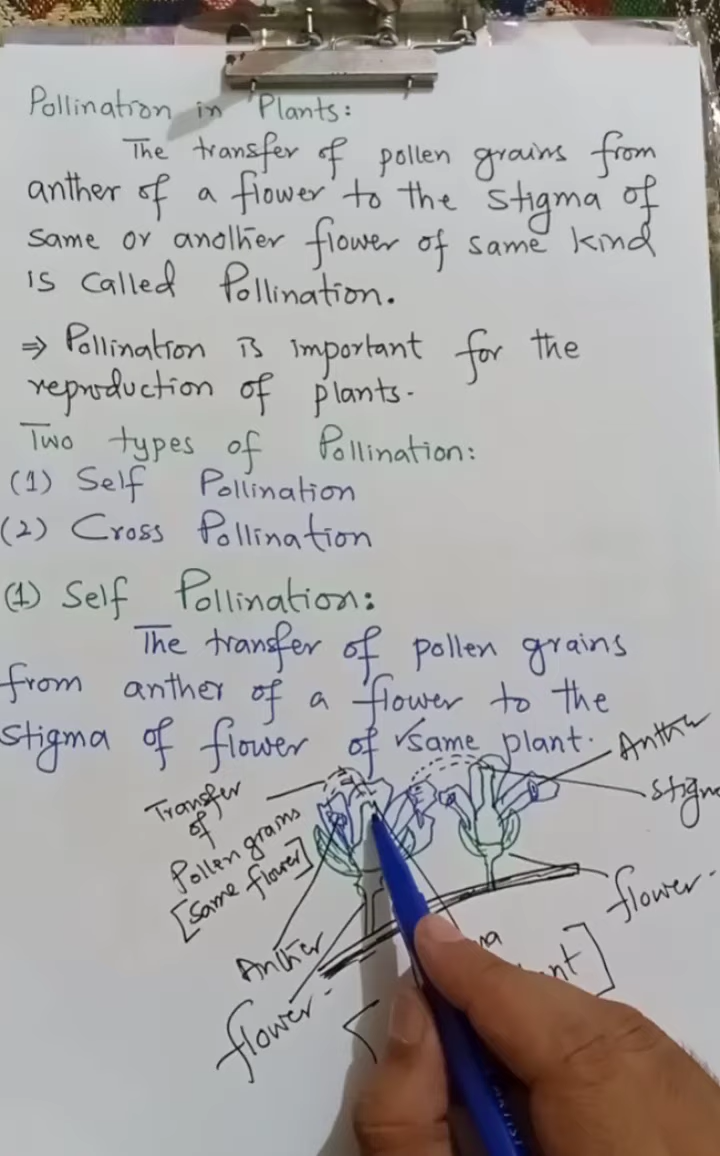 Pollination in Plants:
The transfer of pollen grains from
anther of a flower to the stigma of
same or another flower of same kind
is called Pollination.
⇒ Pollination is important for the
reproduction of plants.
Two types of Pollination:
(1) Self Pollination
(2) Cross Pollination
(1) Self Pollination:
The transfer of pollen grains
from anther of a flower to the
stigma of flower of same plant.
Anther
Transfer
of
Pollen grains
[same flower]
stigm
flower.
Anther
flower.